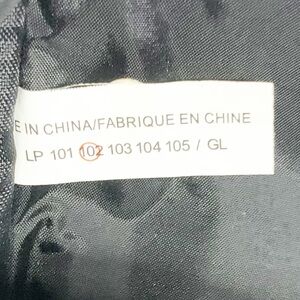 E IN CHINA/FABRIQUE EN CHINE
LP 101 102 103 104 105 / GL